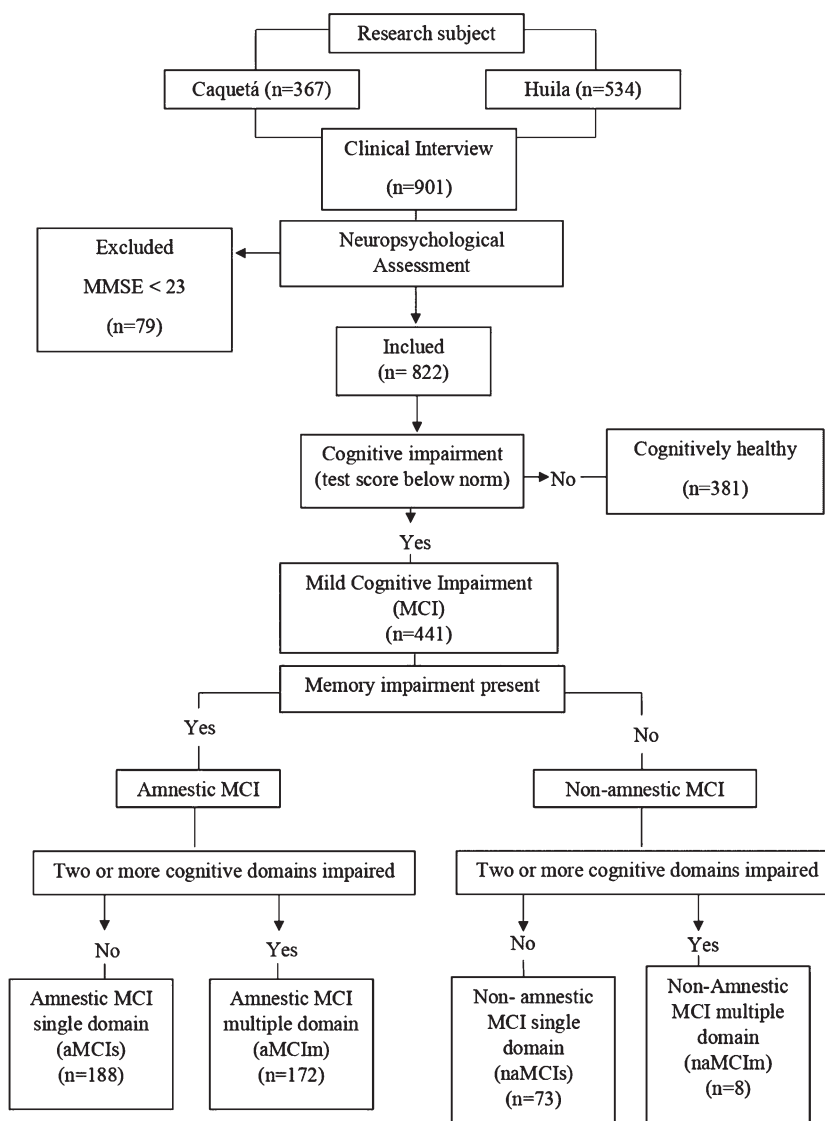 Research subject
Caquetá (n=367)
Huila (n=534)
Clinical Interview
(n=901)
Neuropsychological
Assessment
Excluded
MMSE < 23
(n=79)
Inclued
(n= 822)
Cognitive impairment
(test score below norm)
No
Cognitively healthy
(n=381)
Yes
Mild Cognitive Impairment
(MCI)
(n=441)
Memory impairment present
Yes
No
Amnestic MCI
Non-amnestic MCI
Two or more cognitive domains impaired
Two or more cognitive domains impaired
No
Yes
No
Yes
Amnestic MCI
single domain
(aMCIs)
(n=188)
Amnestic MCI
multiple domain
(aMCIm)
(n=172)
Non- amnestic
MCI single
domain
(naMCIs)
(n=73)
Non-Amnestic
MCI multiple
domain
(naMCIm)
(n=8)